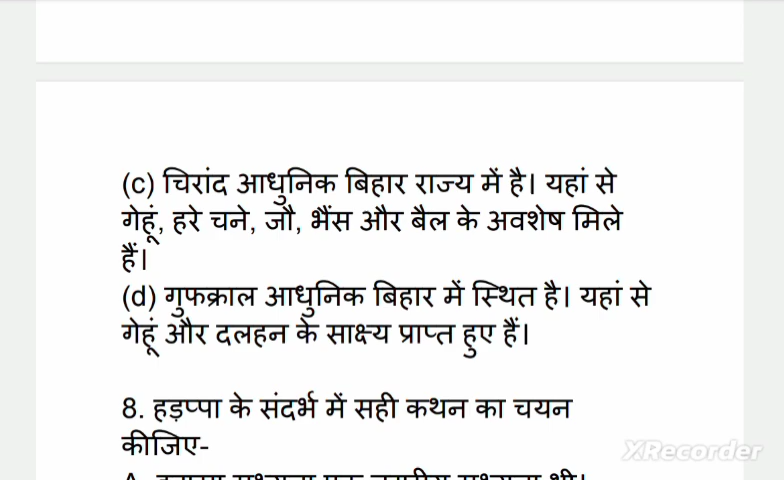 (c) चिरांद आधुनिक बिहार राज्य में है। यहां से
गेहूं, हरे चने, जौ, भैंस और बैल के अवशेष मिले
हैं।
(d) गुफक्राल आधुनिक बिहार में स्थित है। यहां से
गेहूं और दलहन के साक्ष्य प्राप्त हुए हैं।
8. हड़प्पा के संदर्भ में सही कथन का चयन
कीजिए-
XRecorder